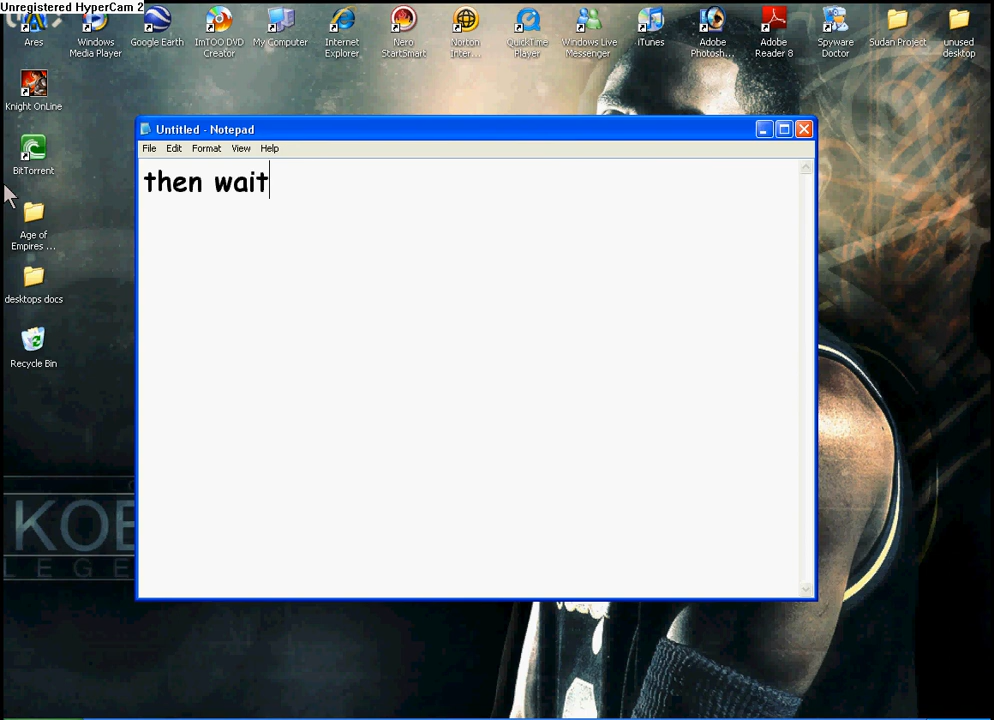 Unregistered HyperCam 2
Ares
Windows Media Player
Google Earth
ImTOO DVD Creator
My Computer
Internet Explorer
Nero StartSmart
Norton Inter...
QuickTime Player
Windows Live Messenger
iTunes
Adobe Photosh...
Adobe Reader 8
Spyware Doctor
Sudan Project
unused desktop
Knight OnLine
BitTorrent
Age of Empires ...
desktops docs
Recycle Bin
Untitled - Notepad
File Edit Format View Help
then wait
KOB
LEGE